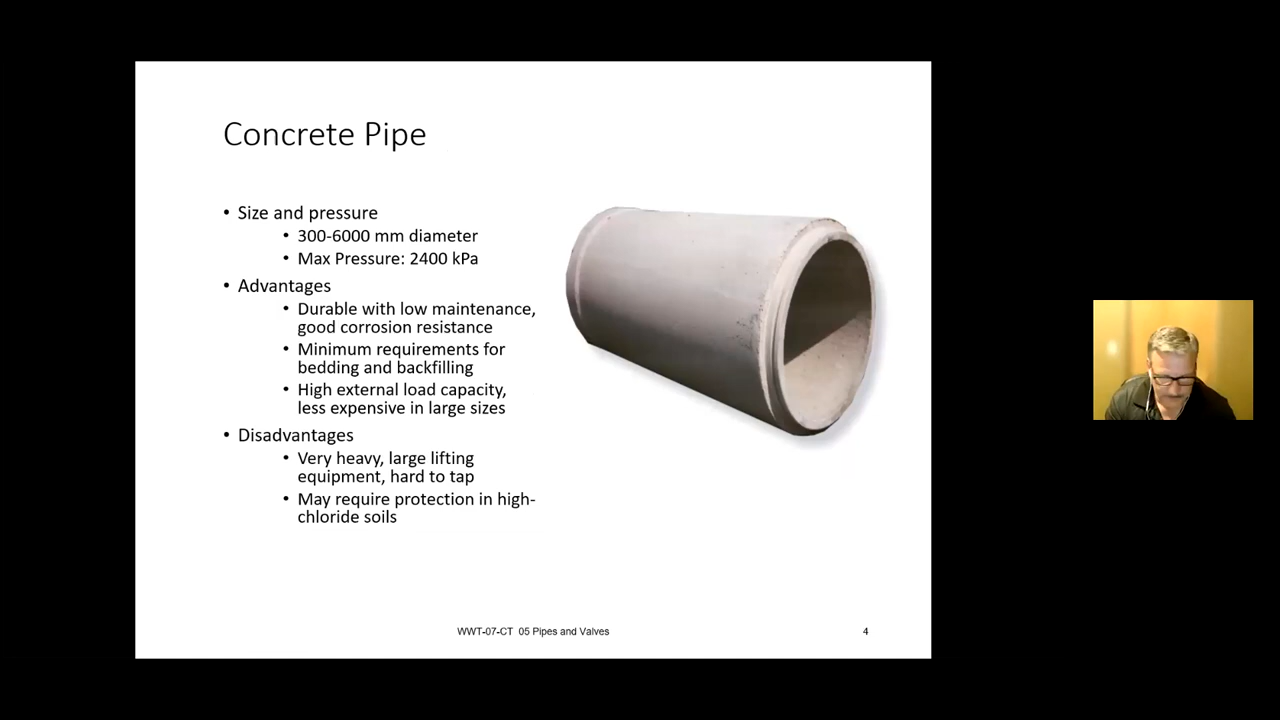 Concrete Pipe
• Size and pressure
• 300-6000 mm diameter
• Max Pressure: 2400 kPa
• Advantages
• Durable with low maintenance,
good corrosion resistance
• Minimum requirements for
bedding and backfilling
• High external load capacity,
less expensive in large sizes
• Disadvantages
• Very heavy, large lifting
equipment, hard to tap
• May require protection in high-
chloride soils
WWT-07-CT 05 Pipes and Valves
4